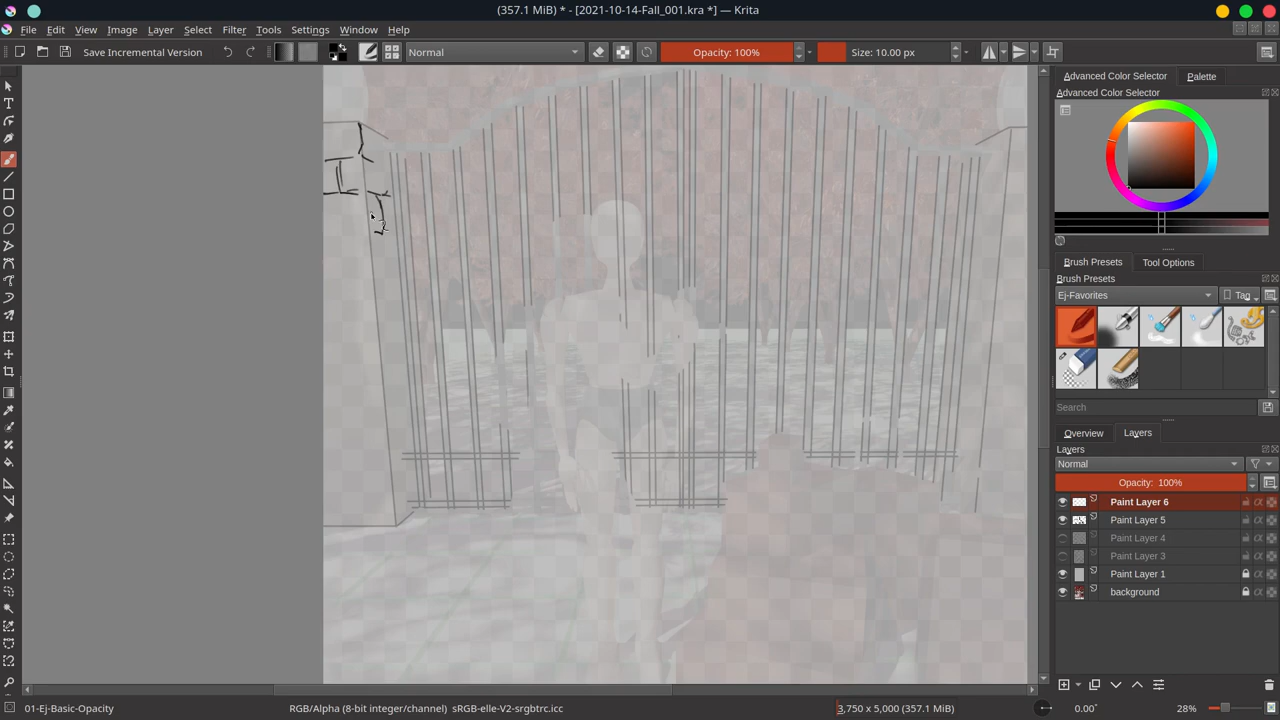 (357.1 MiB) * - [2021-10-14-Fall_001.kra *] — Krita
File Edit View Image Layer Select Filter Tools Settings Window Help
Save Incremental Version Normal Opacity: 100% Size: 10.00 px
Advanced Color Selector Palette
Advanced Color Selector
Brush Presets Tool Options
Brush Presets
Ej-Favorites Tag
Search
Overview Layers
Layers
Normal
Opacity: 100%
Paint Layer 6
Paint Layer 5
Paint Layer 4
Paint Layer 3
Paint Layer 1
background
01-Ej-Basic-Opacity RGB/Alpha (8-bit integer/channel) sRGB-elle-V2-srgbtrc.icc 3,750 x 5,000 (357.1 MiB) 0.00° 28%